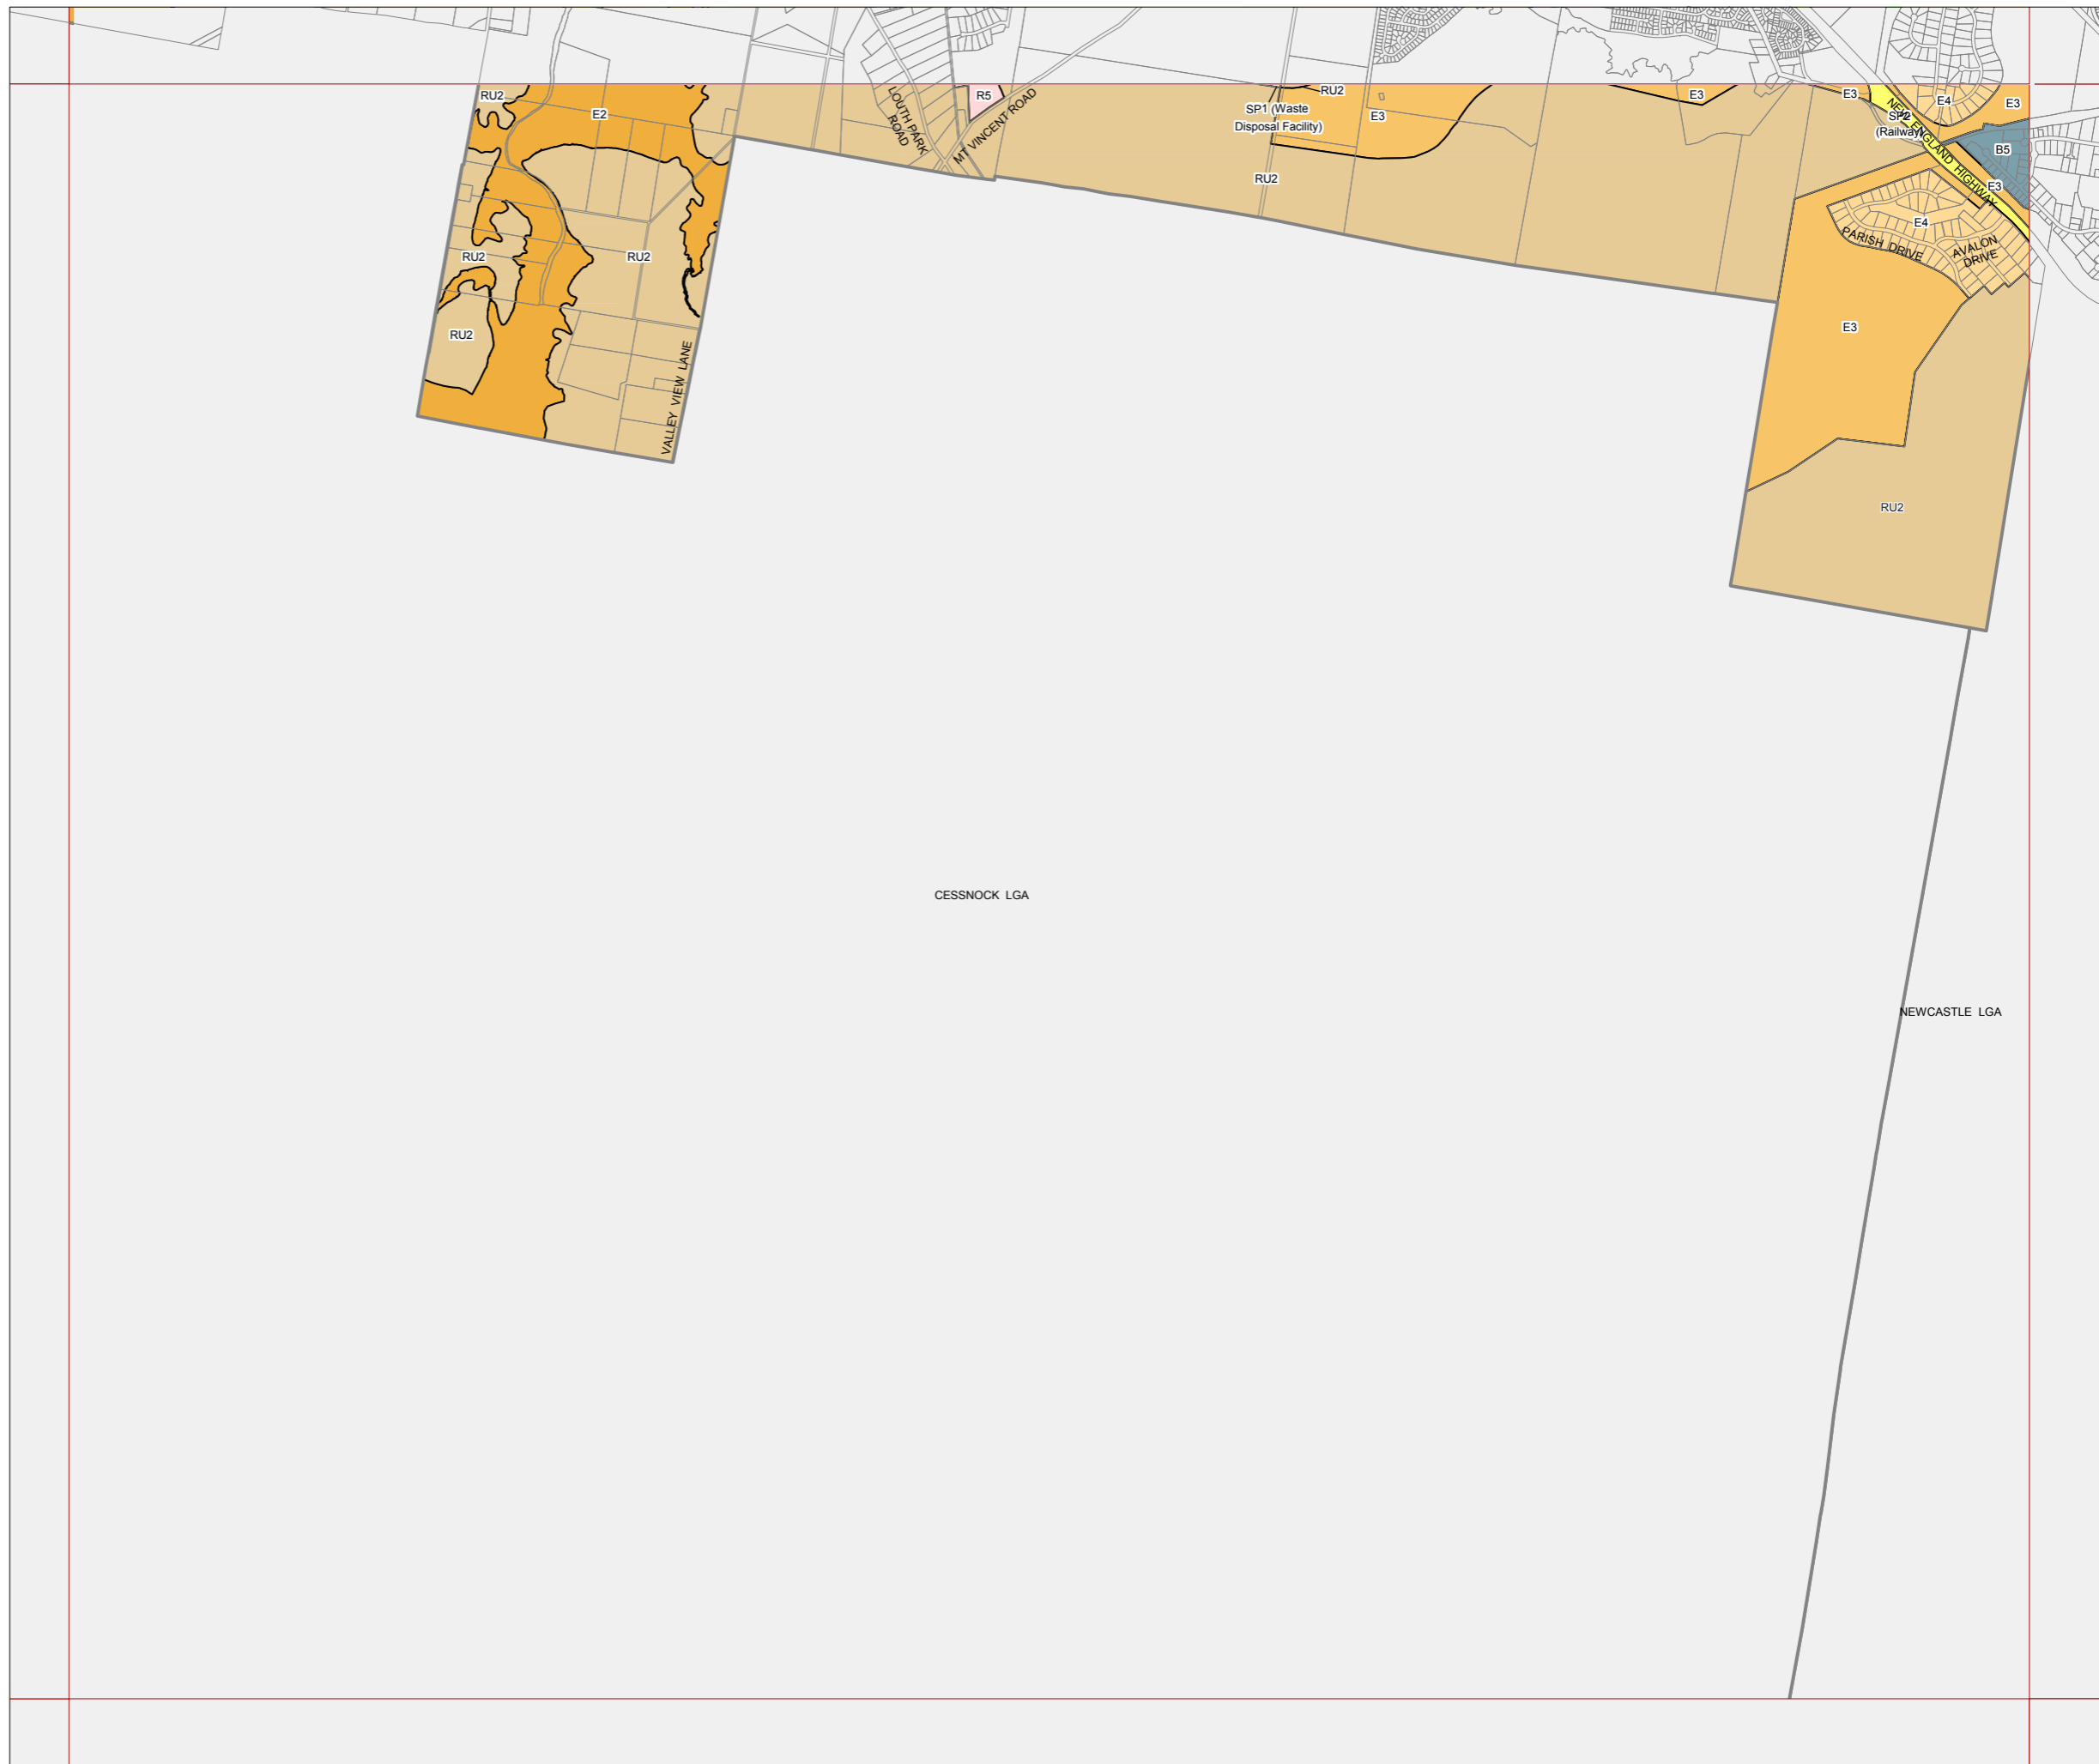 RU2
E2
LOUTH PARK
ROAD
R5
MT VINCENT ROAD
SP1 (Waste
Disposal Facility)
RU2
E3
RU2
E3
E3
NEW ENGLAND HIGHWAY
(Railway)
E4
E3
B5
E3
E4
PARISH DRIVE
AVALON
DRIVE
RU2
RU2
RU2
VALLEY VIEW LANE
E3
RU2
CESSNOCK LGA
NEWCASTLE LGA